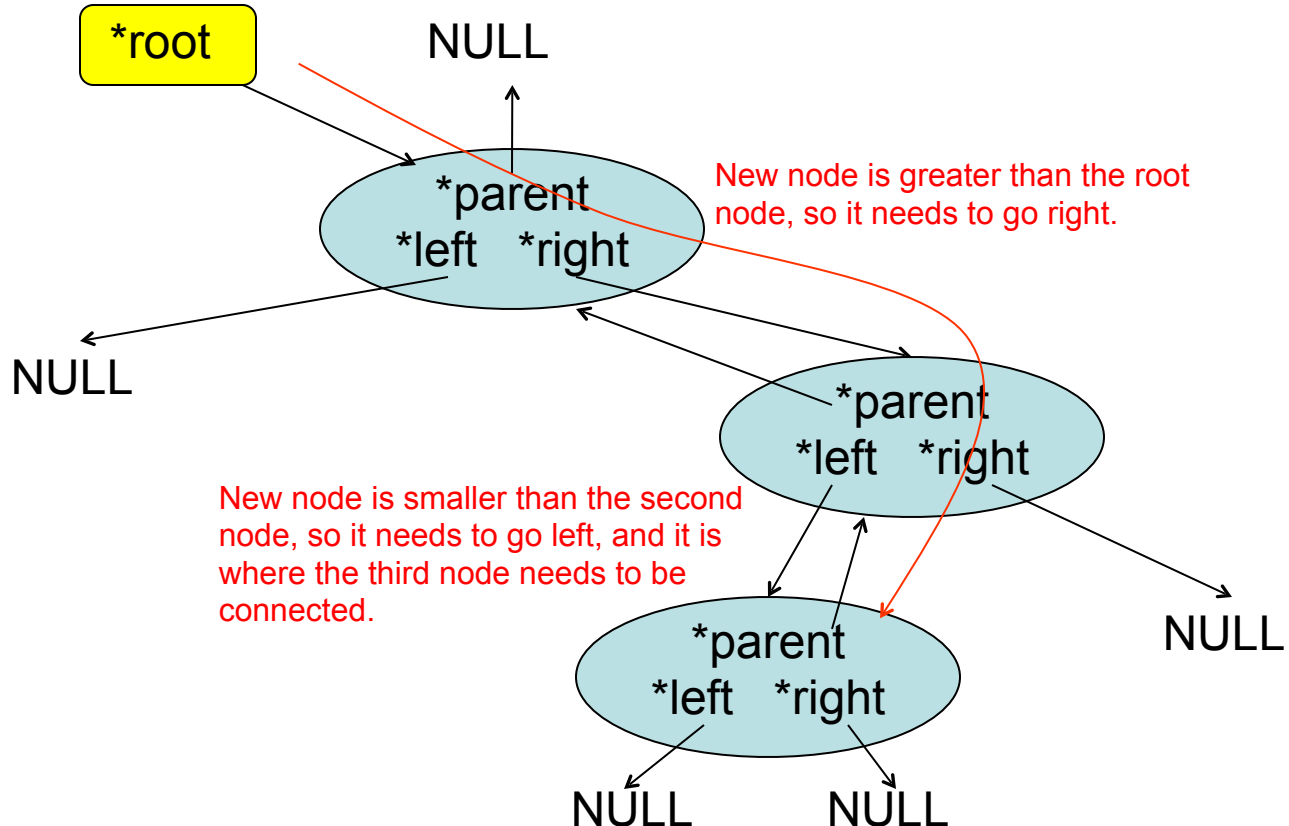 *root
NULL
*parent
*left *right
New node is greater than the root
node, so it needs to go right.
NULL
*parent
*left *right
New node is smaller than the second
node, so it needs to go left, and it is
where the third node needs to be
connected.
NULL
*parent
*left *right
NULL
NULL